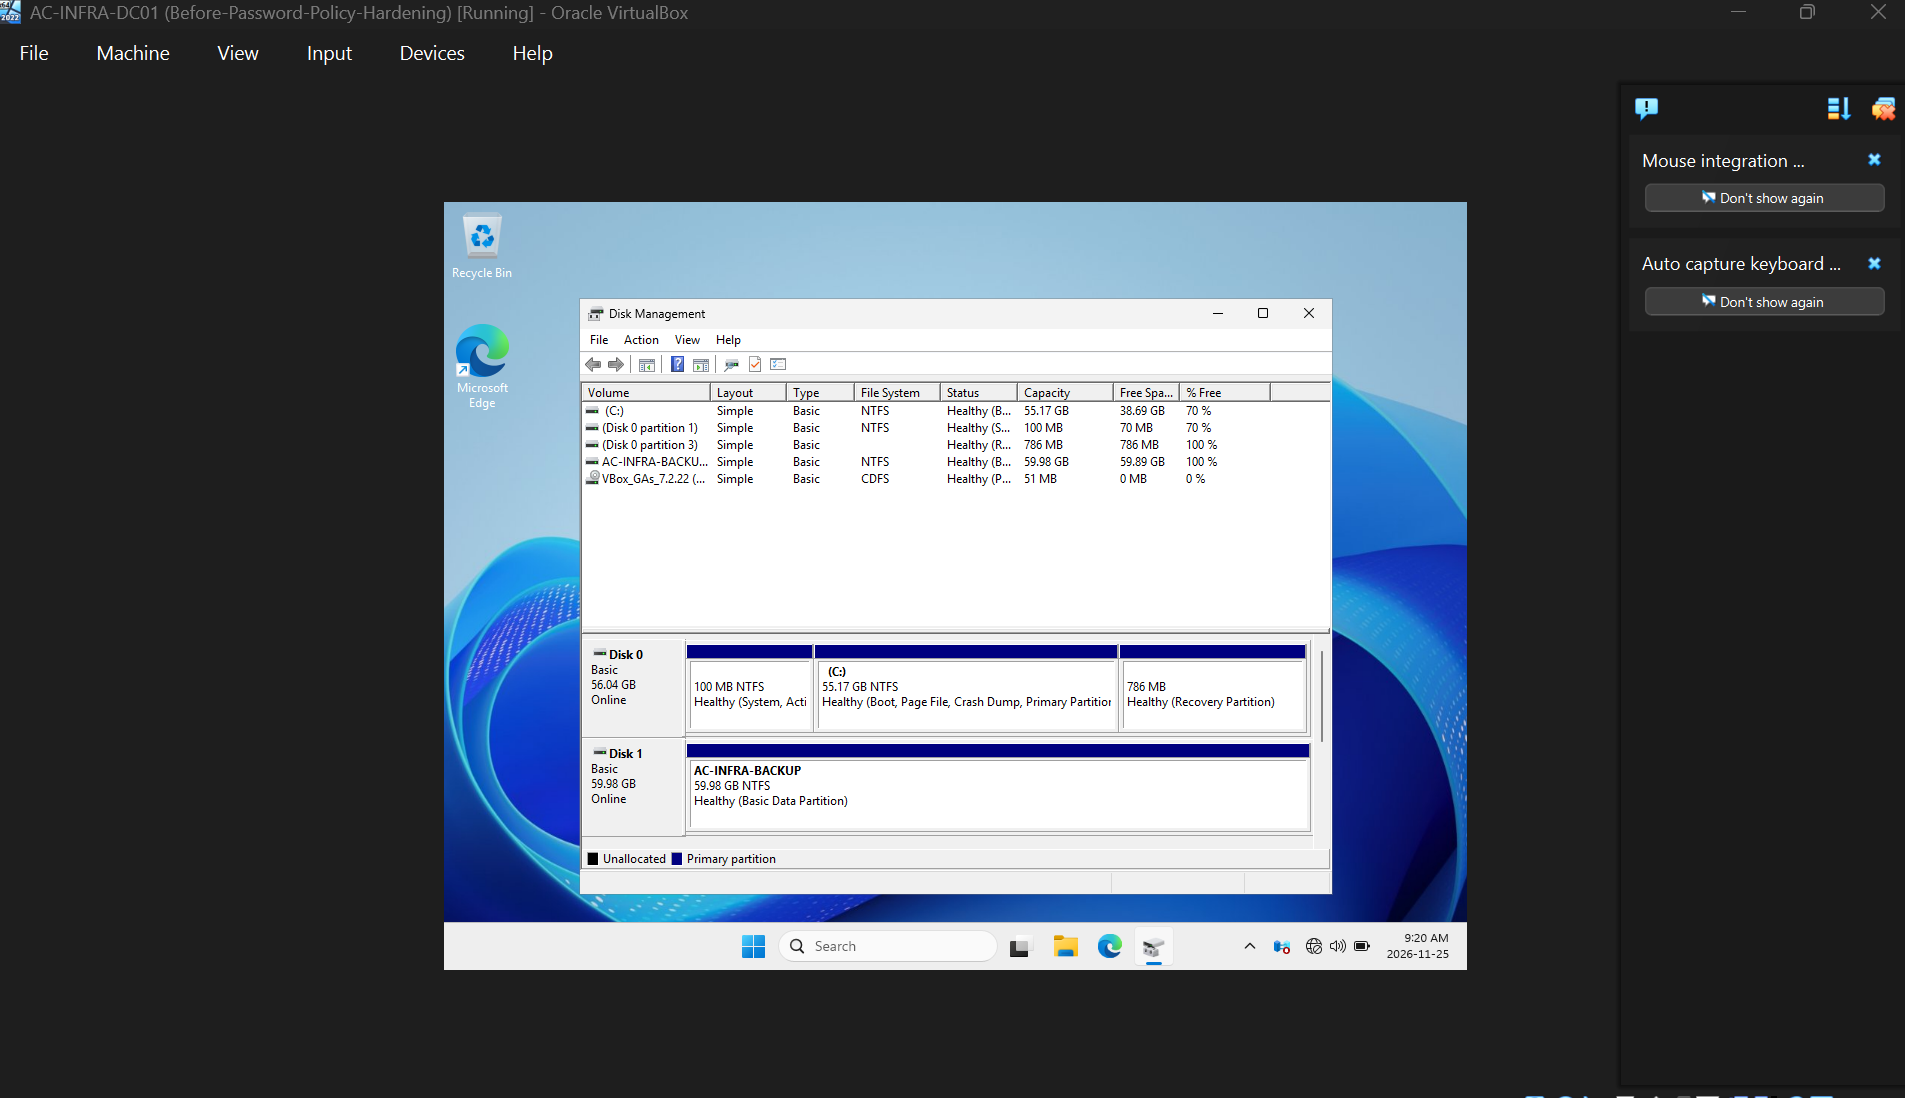 AC-INFRA-DC01 (Before-Password-Policy-Hardening) [Running] - Oracle VirtualBox
File Machine View Input Devices Help
Mouse integration ...
Don't show again
Auto capture keyboard ...
Don't show again
Recycle Bin
Microsoft
Edge
Disk Management
File Action View Help
Volume Layout Type File System Status Capacity Free Spa... % Free
(C:) Simple Basic NTFS Healthy (B... 55.17 GB 38.69 GB 70 %
(Disk 0 partition 1) Simple Basic NTFS Healthy (S... 100 MB 70 MB 70 %
(Disk 0 partition 3) Simple Basic Healthy (R... 786 MB 786 MB 100 %
AC-INFRA-BACKU... Simple Basic NTFS Healthy (B... 59.98 GB 59.89 GB 100 %
VBox_GAs_7.2.22 (... Simple Basic CDFS Healthy (P... 51 MB 0 MB 0 %
Disk 0
Basic
56.04 GB
Online
100 MB NTFS
Healthy (System, Acti
(C:)
55.17 GB NTFS
Healthy (Boot, Page File, Crash Dump, Primary Partition
786 MB
Healthy (Recovery Partition)
Disk 1
Basic
59.98 GB
Online
AC-INFRA-BACKUP
59.98 GB NTFS
Healthy (Basic Data Partition)
Unallocated Primary partition
Search
9:20 AM
2026-11-25